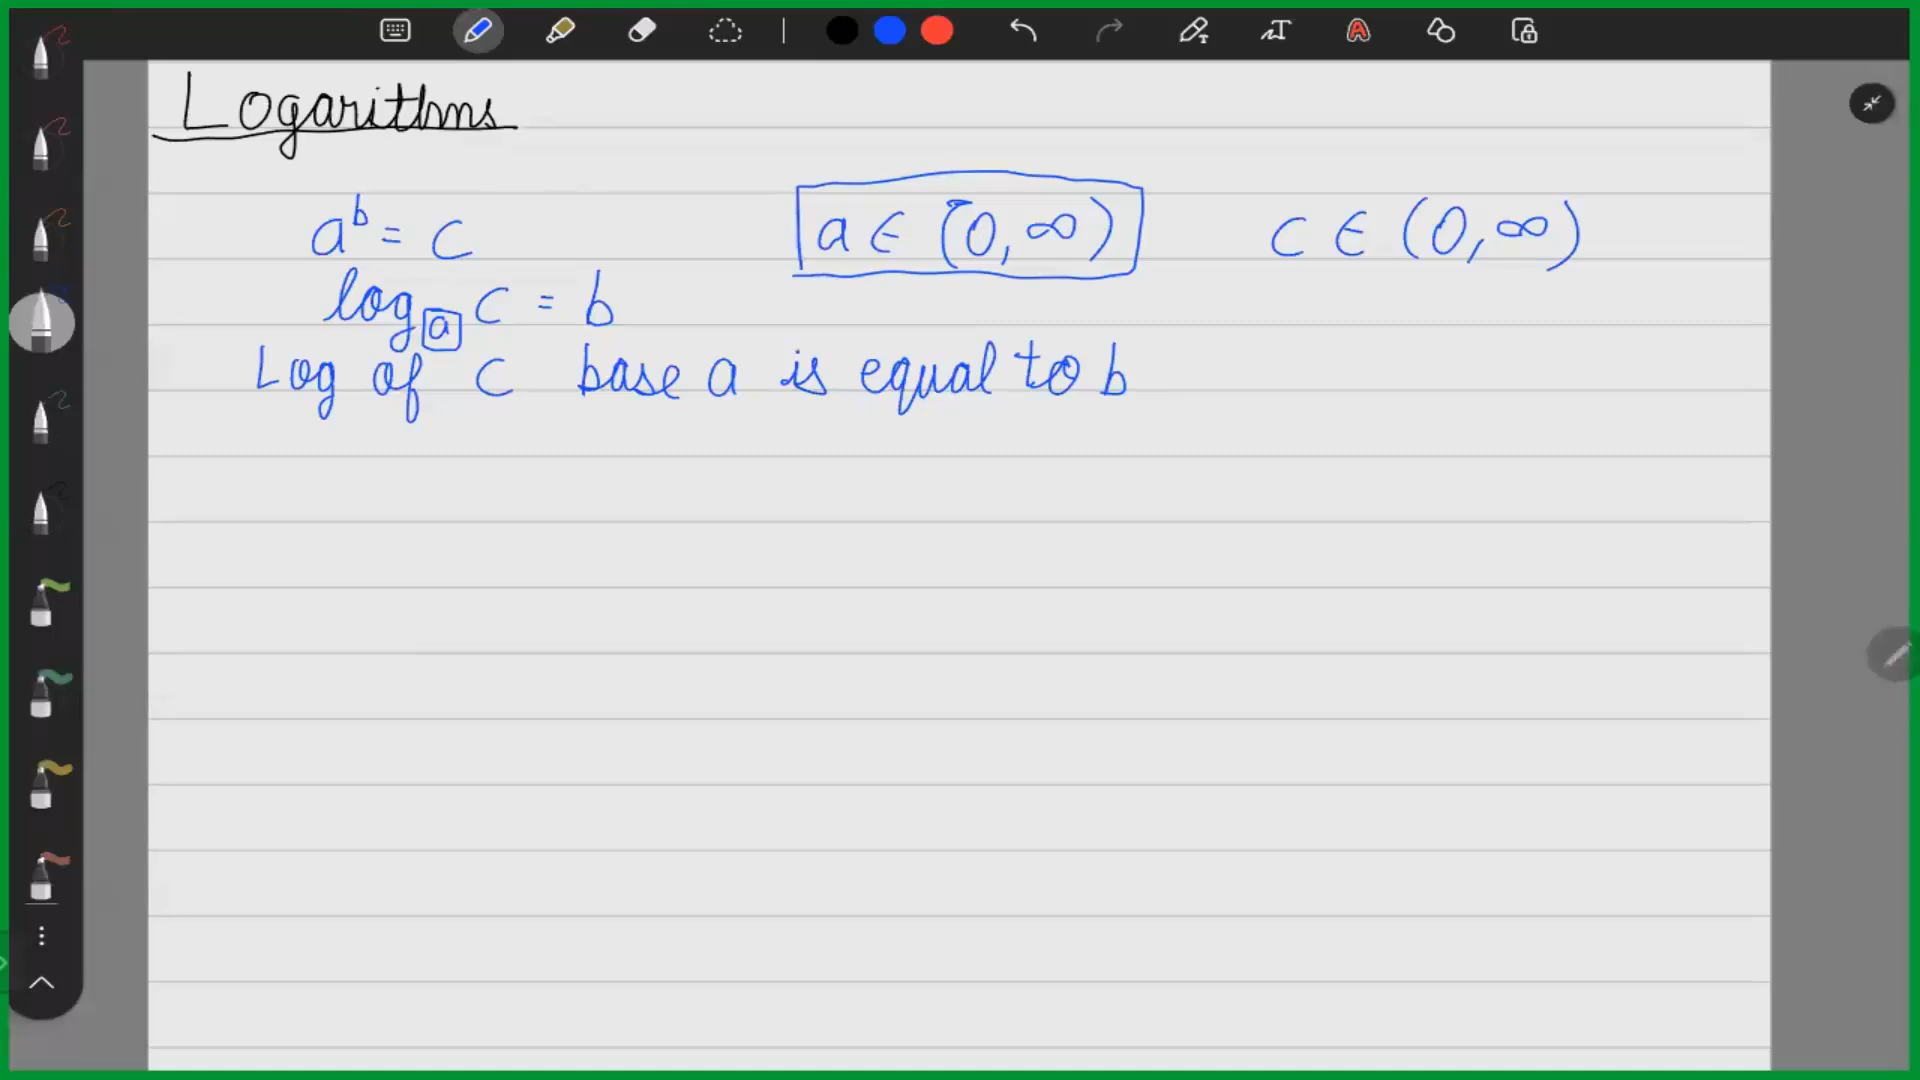 Logarithms
a^b = c a ∈ (0, ∞) c ∈ (0, ∞)
log_a c = b
Log of c base a is equal to b